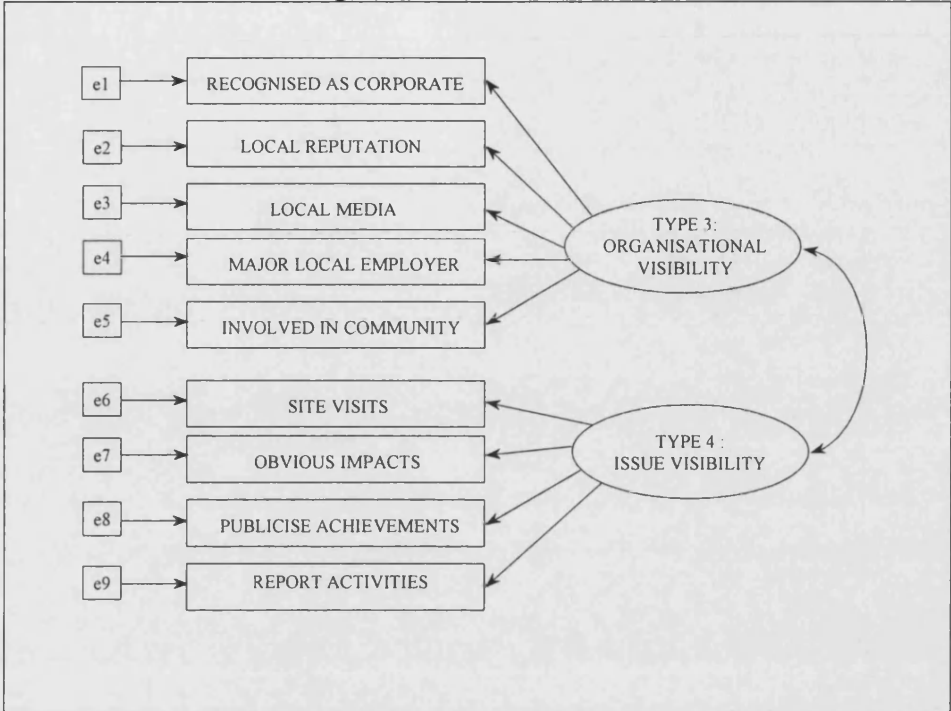 e1
RECOGNISED AS CORPORATE
e2
LOCAL REPUTATION
e3
LOCAL MEDIA
e4
MAJOR LOCAL EMPLOYER
e5
INVOLVED IN COMMUNITY
TYPE 3:
ORGANISATIONAL
VISIBILITY
e6
SITE VISITS
e7
OBVIOUS IMPACTS
e8
PUBLICISE ACHIEVEMENTS
e9
REPORT ACTIVITIES
TYPE 4 :
ISSUE VISIBILITY